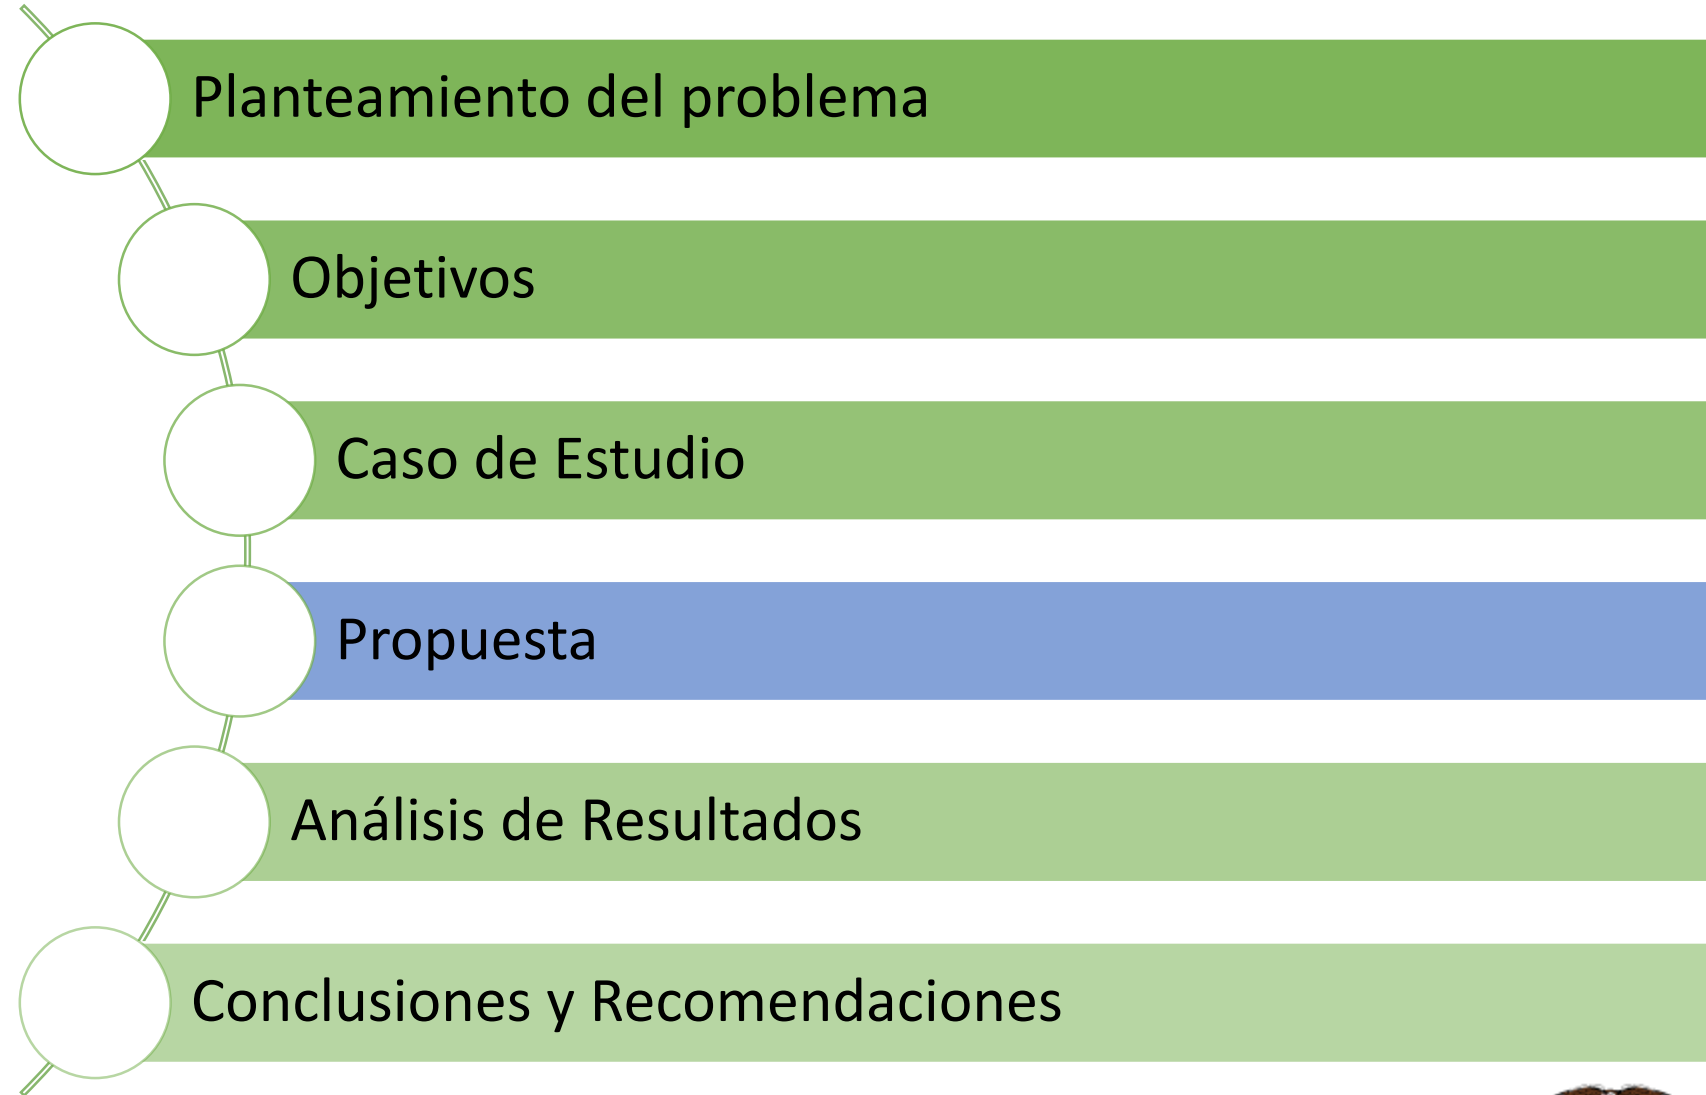 Planteamiento del problema
Objetivos
Caso de Estudio
Propuesta
Análisis de Resultados
Conclusiones y Recomendaciones